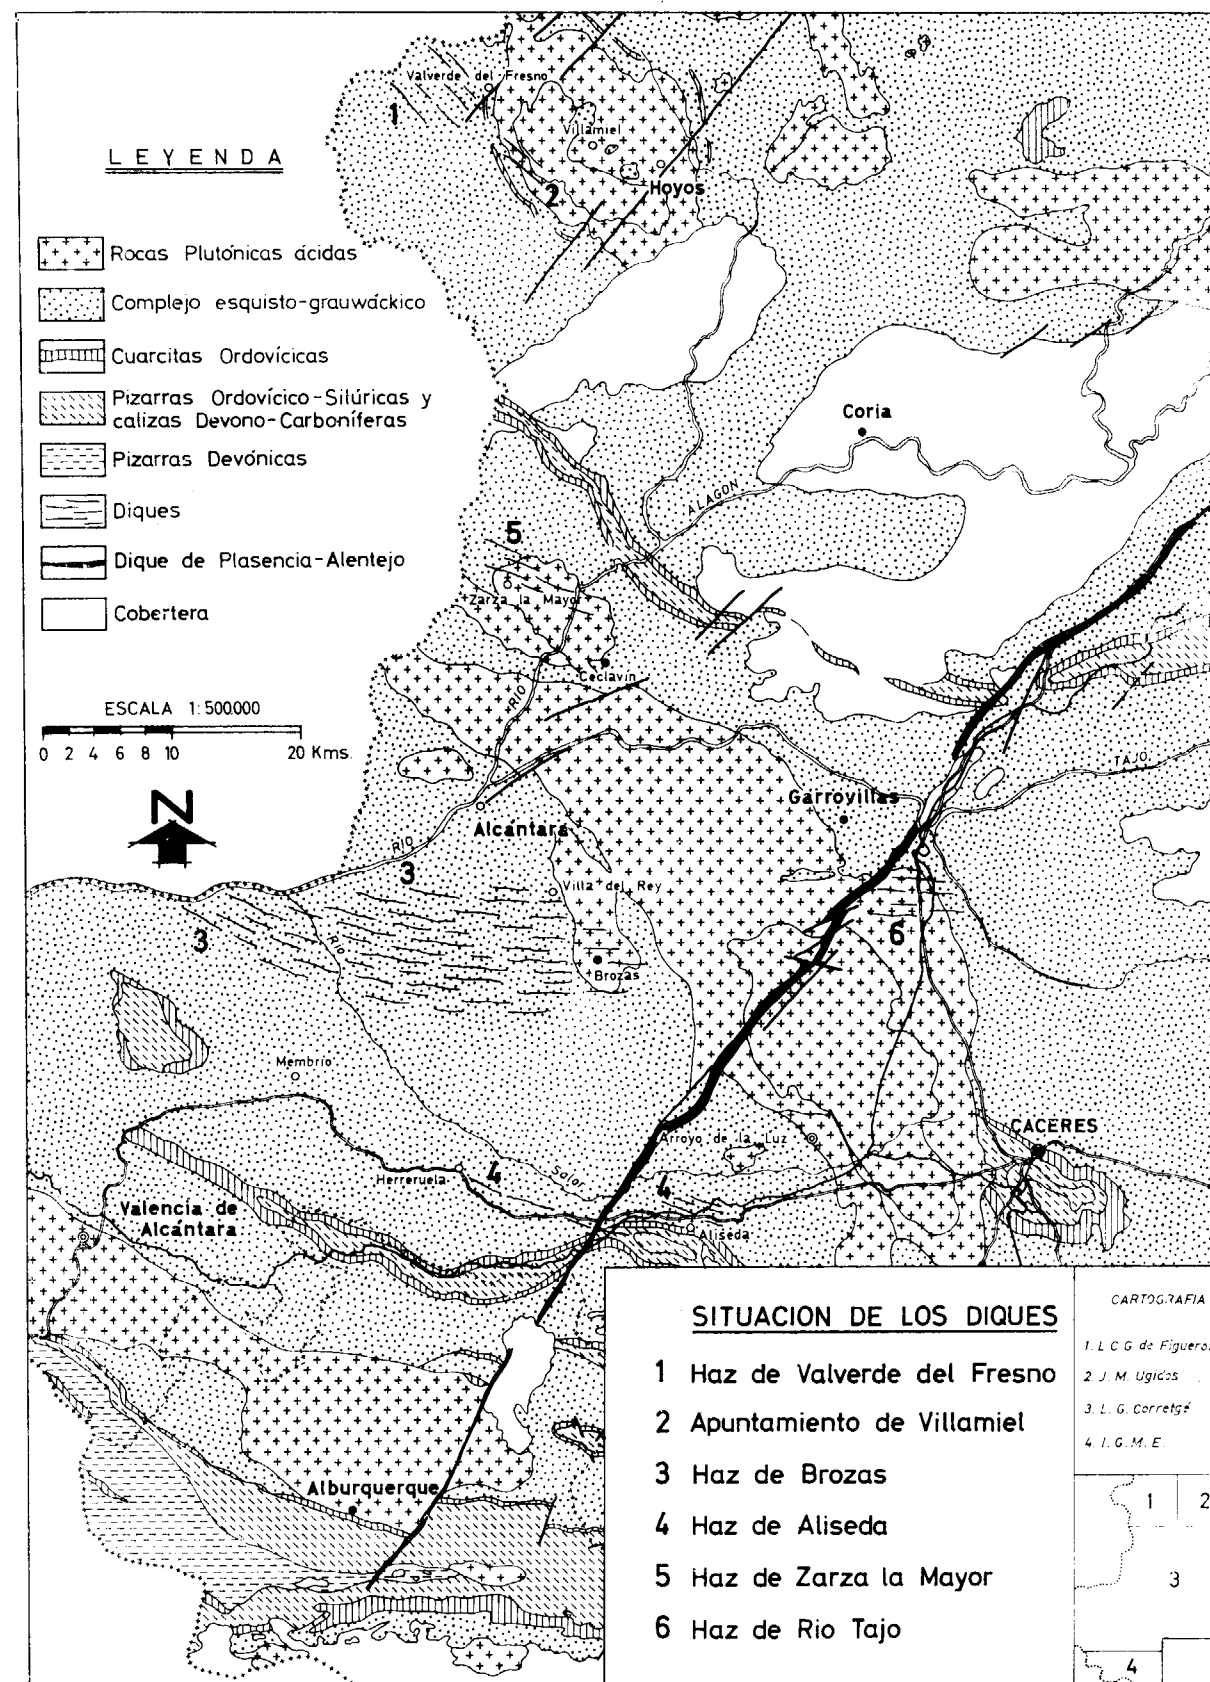 Valverde del Fresno
1
Villamiel
LEYENDA
2
Hoyos
Rocas Plutónicas ácidas
Complejo esquisto-grauwáckico
Cuarcitas Ordovícicas
Pizarras Ordovícico-Silúricas y
calizas Devono-Carboníferas
Pizarras Devónicas
Diques
Dique de Plasencia-Alentejo
Cobertera
Coria
ALAGON
5
Zarza la Mayor
Ceclavín
RIO
ESCALA 1:500.000
0 2 4 6 8 10 20 Kms.
N
TAJO
Garrovillas
Alcántara
RIO
3
Villa del Rey
3
Rio
6
Brozas
Membrio
CACERES
Arroyo de la Luz
4
Salor
Herreruela
4
Valencia de
Alcántara
Aliseda
SITUACION DE LOS DIQUES
1 Haz de Valverde del Fresno
2 Apuntamiento de Villamiel
3 Haz de Brozas
4 Haz de Aliseda
5 Haz de Zarza la Mayor
6 Haz de Rio Tajo
CARTOGRAFIA
1. L C G de Figuero
2. J. M. Ugidos
3. L. G. Corretgé
4. I. G. M. E.
1 2
3
4
Alburquerque